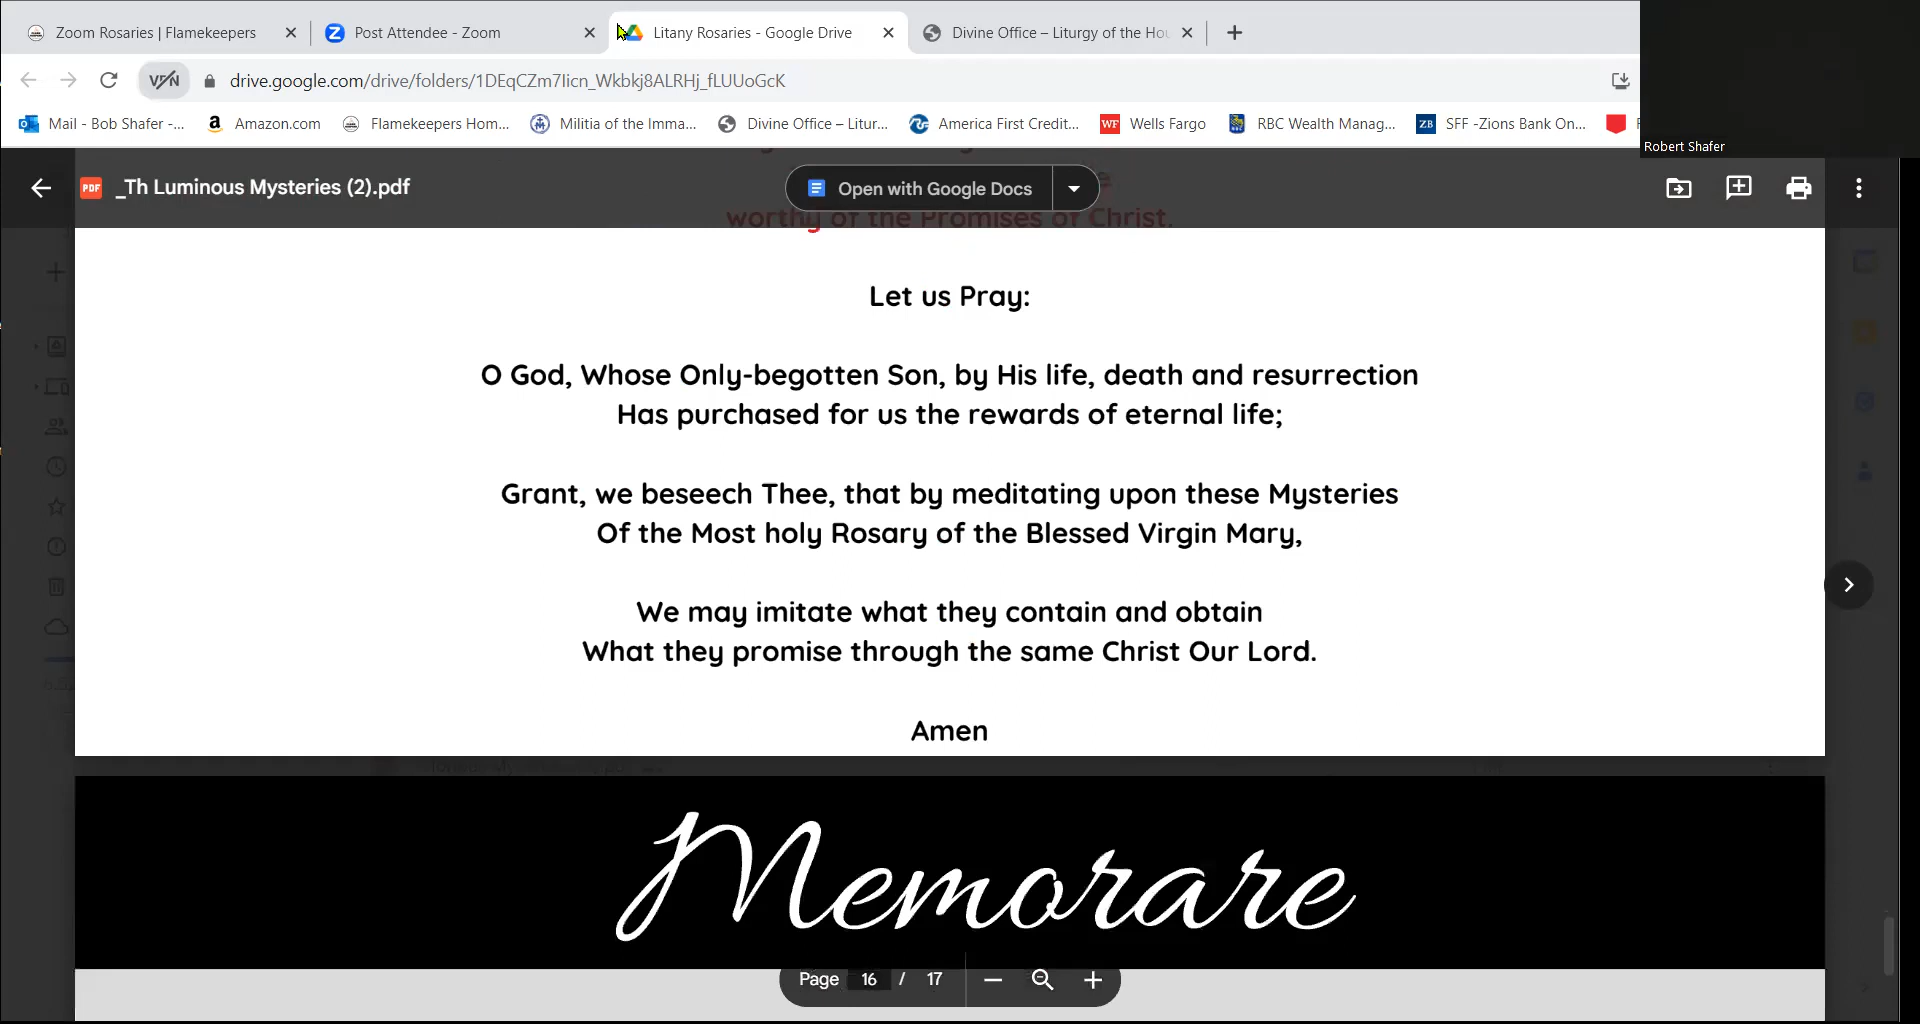 Zoom Rosaries | Flamekeepers
Post Attendee - Zoom
Litany Rosaries - Google Drive
Divine Office – Liturgy of the Hou
VPN
drive.google.com/drive/folders/1DEqCZm7Iicn_Wkbkj8ALRHj_fLUUoGcK
Mail - Bob Shafer -...
Amazon.com
Flamekeepers Hom...
Militia of the Imma...
Divine Office – Litur...
America First Credit...
WF Wells Fargo
RBC Wealth Manag...
ZB SFF -Zions Bank On...
Robert Shafer
PDF _Th Luminous Mysteries (2).pdf
Open with Google Docs
worthy of the Promises of Christ.
Let us Pray:
O God, Whose Only-begotten Son, by His life, death and resurrection
Has purchased for us the rewards of eternal life;
Grant, we beseech Thee, that by meditating upon these Mysteries
Of the Most holy Rosary of the Blessed Virgin Mary,
We may imitate what they contain and obtain
What they promise through the same Christ Our Lord.
Amen
Memorare
Page 16 / 17